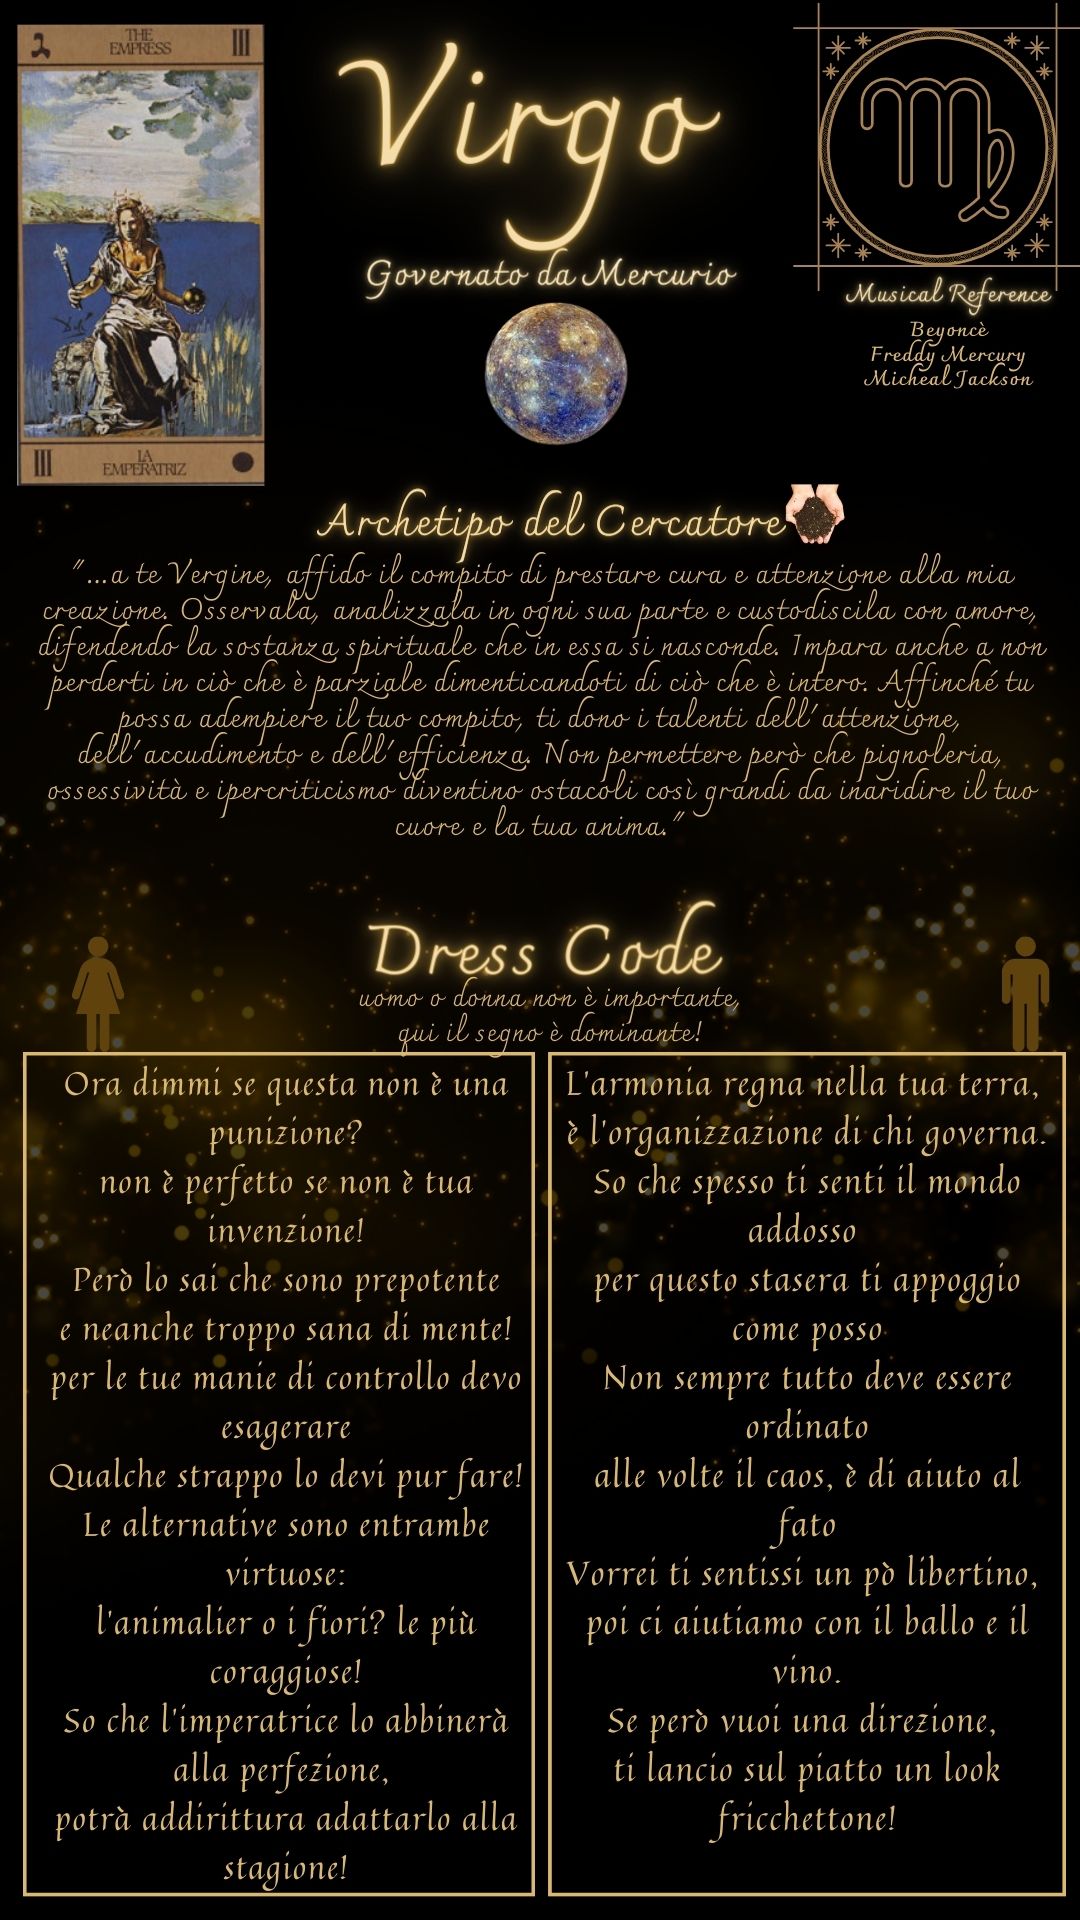 THE
EMPRESS
III
III
LA
EMPERATRIZ
Virgo
Governato da Mercurio
Musical Reference
Beyoncè
Freddy Mercury
Micheal Jackson
Archetipo del Cercatore
"...a te Vergine, affido il compito di prestare cura e attenzione alla mia
creazione. Osservala, analizzala in ogni sua parte e custodiscila con amore,
difendendo la sostanza spirituale che in essa si nasconde. Impara anche a non
perderti in ciò che è parziale dimenticandoti di ciò che è intero. Affinché tu
possa adempiere il tuo compito, ti dono i talenti dell'attenzione,
dell'accudimento e dell'efficienza. Non permettere però che pignoleria,
ossessività e ipercriticismo diventino ostacoli così grandi da inaridire il tuo
cuore e la tua anima."
Dress Code
uomo o donna non è importante,
qui il segno è dominante!
Ora dimmi se questa non è una
punizione?
non è perfetto se non è tua
invenzione!
Però lo sai che sono prepotente
e neanche troppo sana di mente!
per le tue manie di controllo devo
esagerare
Qualche strappo lo devi pur fare!
Le alternative sono entrambe
virtuose:
l'animalier o i fiori? le più
coraggiose!
So che l'imperatrice lo abbinerà
alla perfezione,
potrà addirittura adattarlo alla
stagione!
L'armonia regna nella tua terra,
è l'organizzazione di chi governa.
So che spesso ti senti il mondo
addosso
per questo stasera ti appoggio
come posso
Non sempre tutto deve essere
ordinato
alle volte il caos, è di aiuto al
fato
Vorrei ti sentissi un pò libertino,
poi ci aiutiamo con il ballo e il
vino.
Se però vuoi una direzione,
ti lancio sul piatto un look
fricchettone!